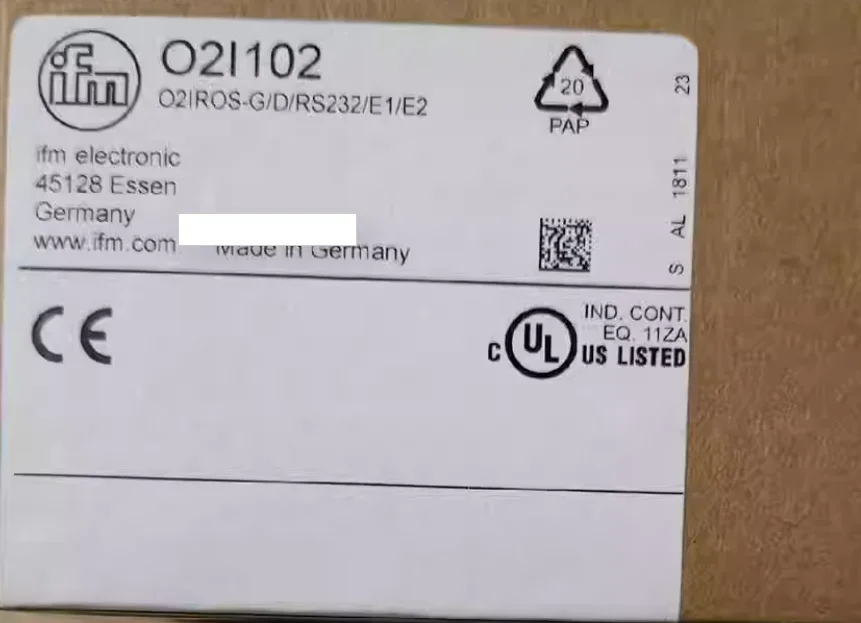 ifm
O2I102
O2IROS-G/D/RS232/E1/E2
20
PAP
ifm electronic
45128 Essen
Germany
www.ifm.com
Made in Germany
S AL 1811 23
CE
C UL US LISTED
IND. CONT.
EQ. 11ZA